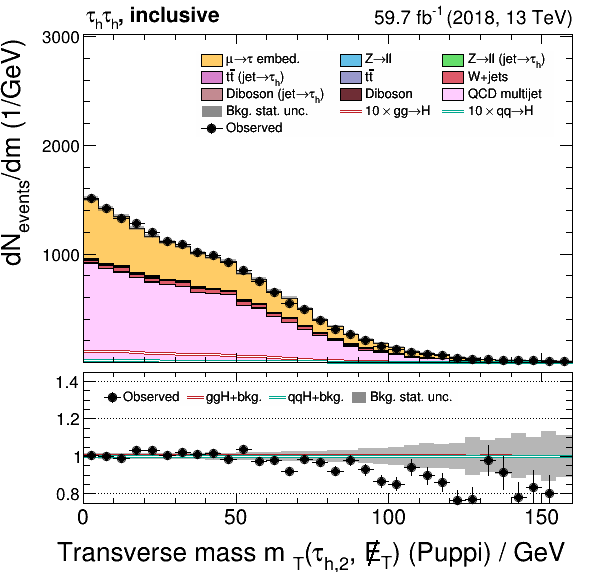 τhτh, inclusive 59.7 fb⁻¹ (2018, 13 TeV)
3000
2000
1000
dNevents/dm (1/GeV)
μ→τ embed. Z→ll Z→ll (jet→τh)
tt̄ (jet→τh) tt̄ W+jets
Diboson (jet→τh) Diboson QCD multijet
Bkg. stat. unc. 10 × gg→H 10 × qq→H
Observed
1.4
1.2
1
0.8
Observed ggH+bkg. qqH+bkg. Bkg. stat. unc.
0 50 100 150
Transverse mass m T(τh,2, E̸T) (Puppi) / GeV